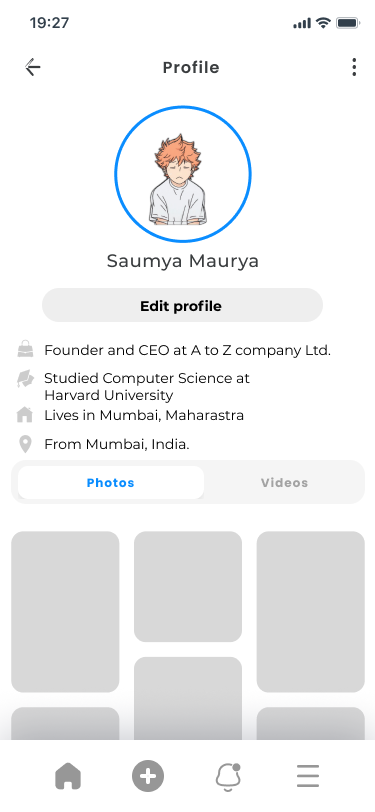 19:27
Profile
Saumya Maurya
Edit profile
Founder and CEO at A to Z company Ltd.
Studied Computer Science at
Harvard University
Lives in Mumbai, Maharastra
From Mumbai, India.
Photos
Videos